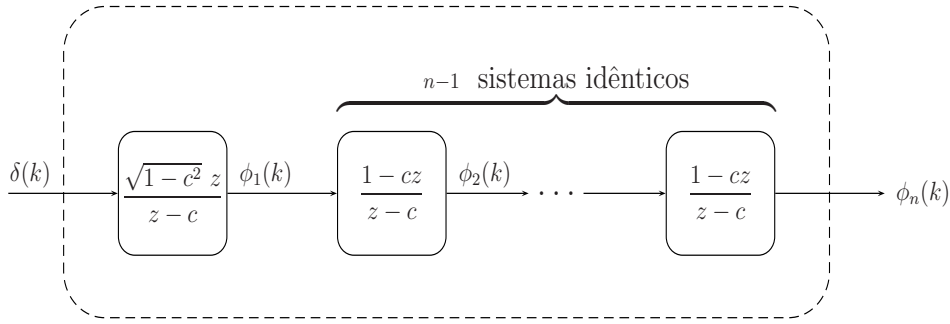 n−1 sistemas idênticos
δ(k)
√(1 − c²) z
z − c
ϕ₁(k)
1 − cz
z − c
ϕ₂(k)
· · ·
1 − cz
z − c
ϕₙ(k)